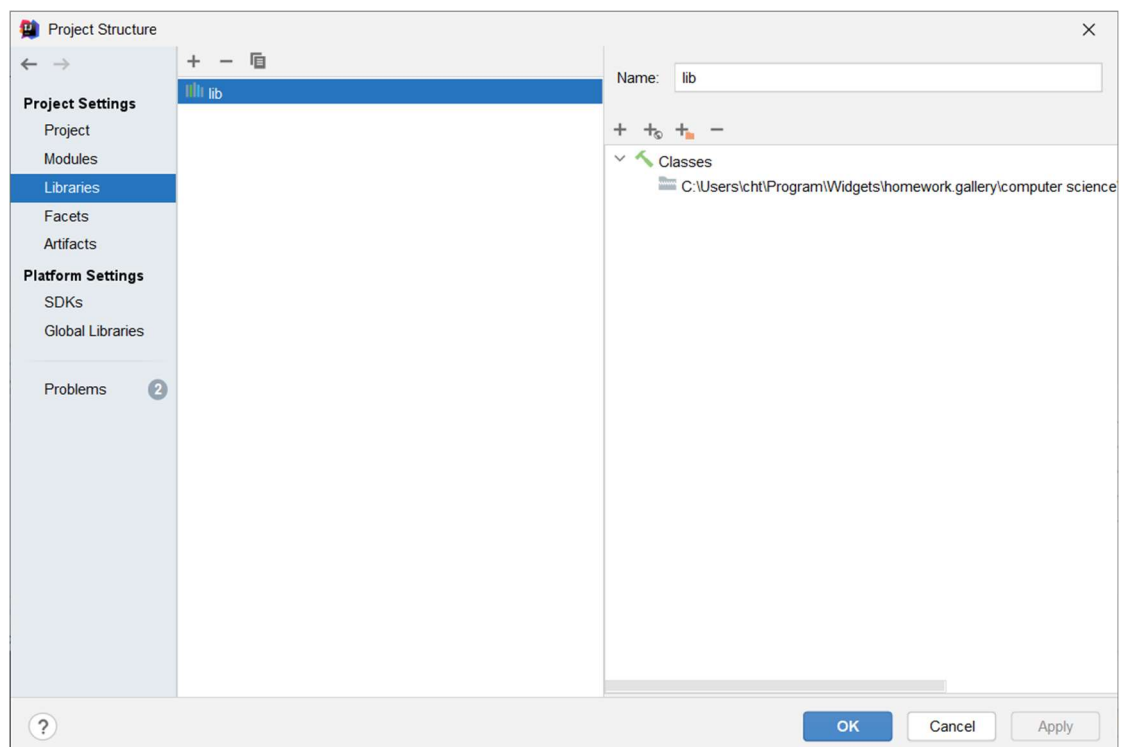 Project Structure
Project Settings
Project
Modules
Libraries
Facets
Artifacts
Platform Settings
SDKs
Global Libraries
Problems 2
lib
Name: lib
Classes
C:\Users\cht\Program\Widgets\homework.gallery\computer science
?
OK Cancel Apply